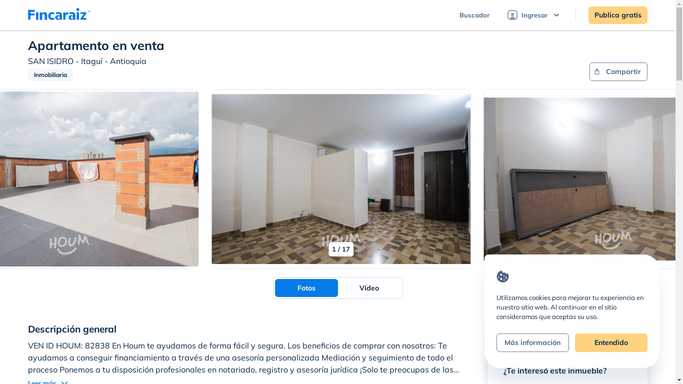 Fincaraiz
Buscador
Ingresar
Publica gratis
Apartamento en venta
SAN ISIDRO - Itaguí - Antioquia
Inmobiliaria
Compartir
HOUM
HOUM
HOUM
1 / 17
Fotos
Video
Utilizamos cookies para mejorar tu experiencia en
nuestro sitio web. Al continuar en el sitio
consideramos que aceptas su uso.
Más información
Entendido
Descripción general
VEN ID HOUM: 82838 En Houm te ayudamos de forma fácil y segura. Los beneficios de comprar con nosotros: Te
ayudamos a conseguir financiamiento a través de una asesoría personalizada Mediación y seguimiento de todo el
proceso Ponemos a tu disposición profesionales en notariado, registro y asesoría jurídica ¡Solo te preocupas de las...
Leer más
¿Te interesó este inmueble?